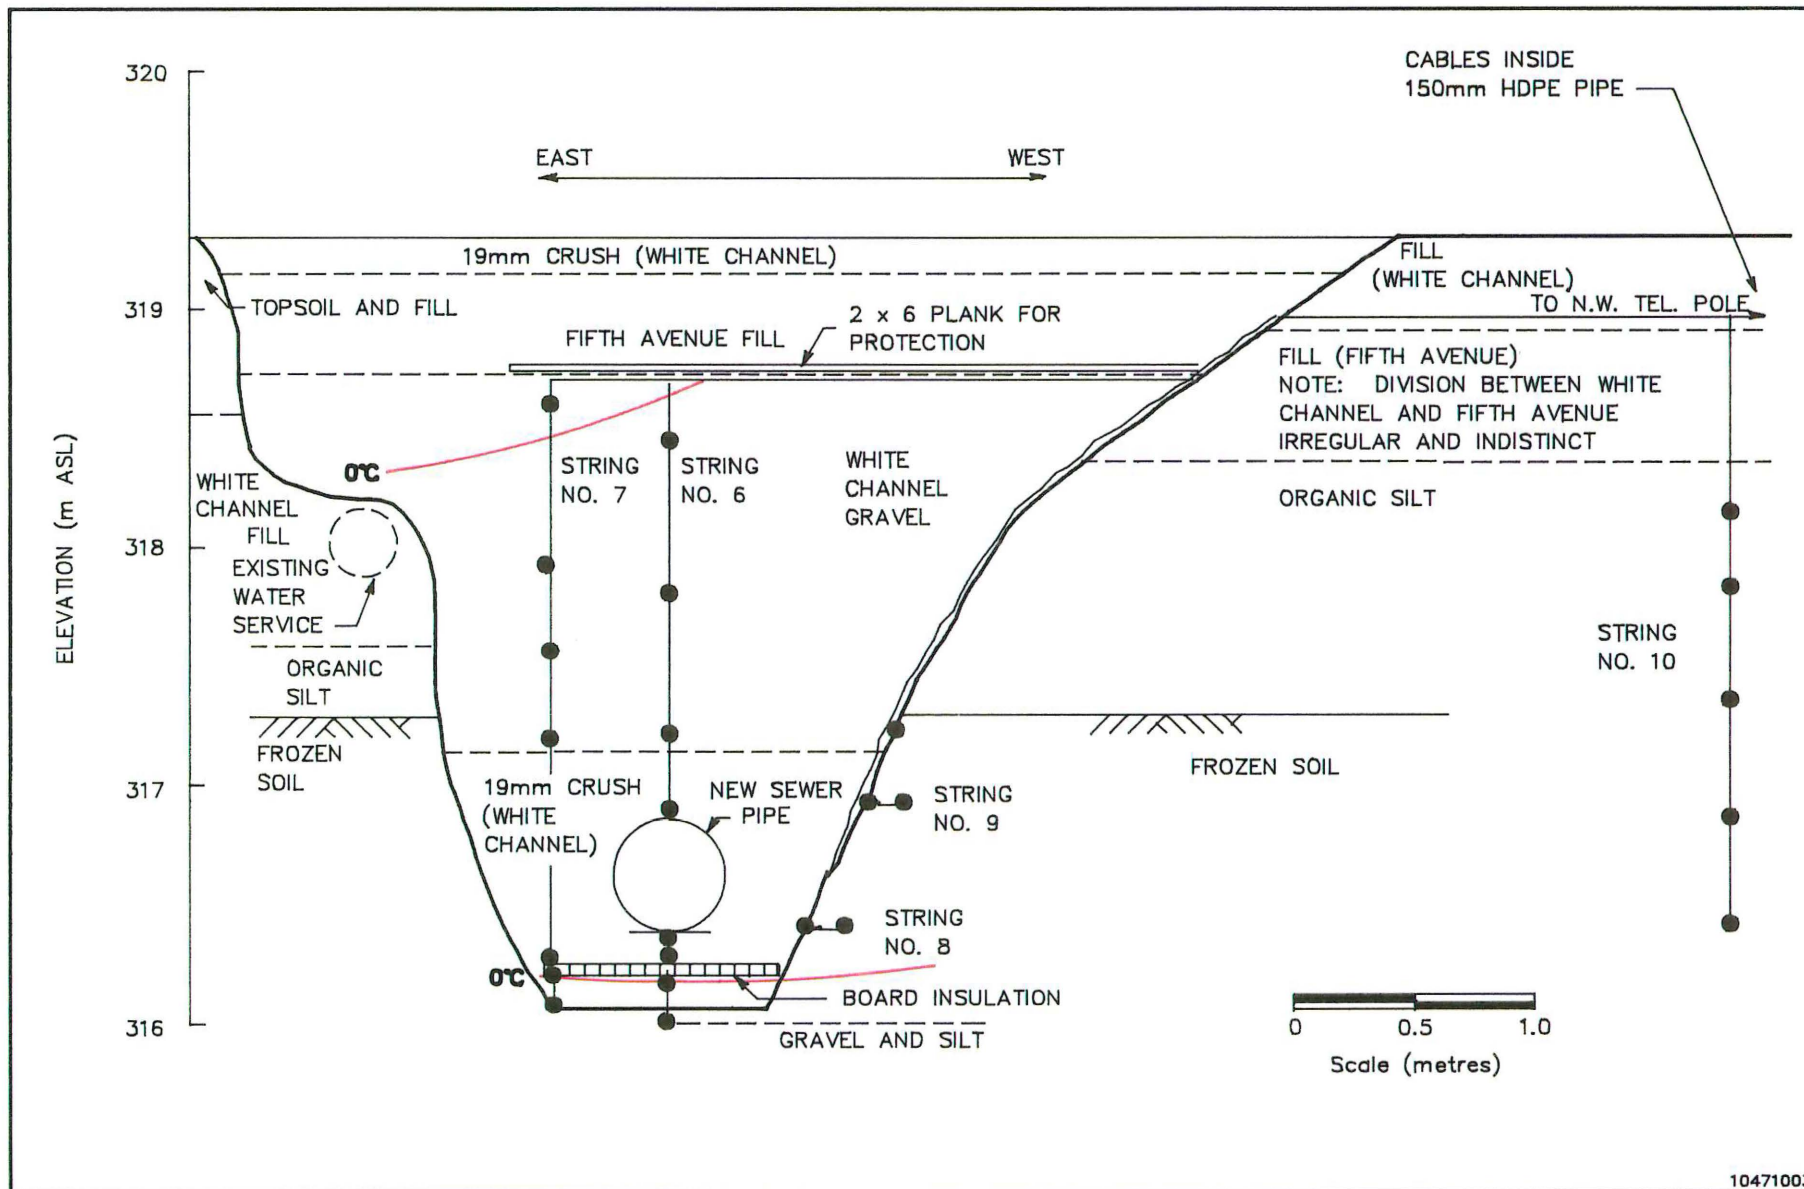 CABLES INSIDE
150mm HDPE PIPE
320
EAST
WEST
19mm CRUSH (WHITE CHANNEL)
FILL
(WHITE CHANNEL)
TOPSOIL AND FILL
319
2 x 6 PLANK FOR
PROTECTION
TO N.W. TEL. POLE
FIFTH AVENUE FILL
FILL (FIFTH AVENUE)
NOTE: DIVISION BETWEEN WHITE
CHANNEL AND FIFTH AVENUE
IRREGULAR AND INDISTINCT
ELEVATION (m ASL)
0°C
WHITE
CHANNEL
FILL
STRING
NO. 7
STRING
NO. 6
WHITE
CHANNEL
GRAVEL
ORGANIC SILT
318
EXISTING
WATER
SERVICE
STRING
NO. 10
ORGANIC
SILT
FROZEN
SOIL
FROZEN SOIL
317
19mm CRUSH
(WHITE
CHANNEL)
NEW SEWER
PIPE
STRING
NO. 9
STRING
NO. 8
0°C
BOARD INSULATION
316
GRAVEL AND SILT
0 0.5 1.0
Scale (metres)